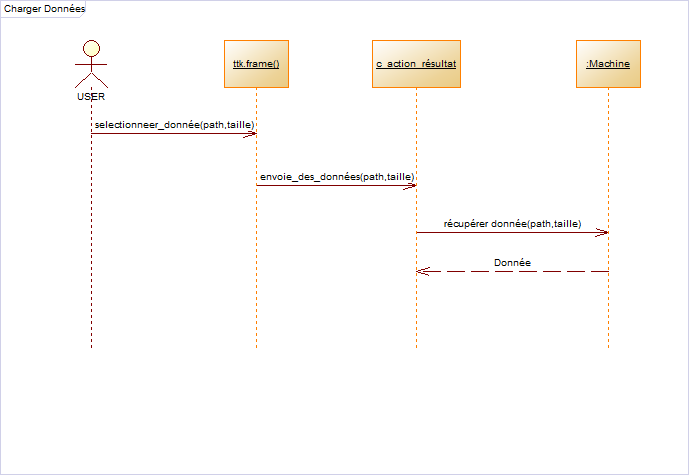 Charger Données
ttk.frame()
c_action_résultat
:Machine
USER
selectionneer_donnée(path,taille)
envoie_des_données(path,taille)
récupérer donnée(path,taille)
Donnée